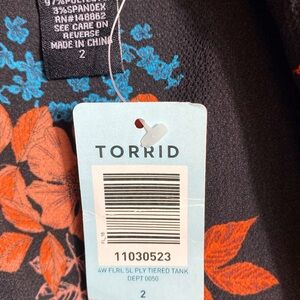 97% POLYESTER
3%SPANDEX
RN#148862
SEE CARE ON
REVERSE
MADE IN CHINA
2
TORRID
11030523
4W FLRL SL PLY TIERED TANK
DEPT 0050
2